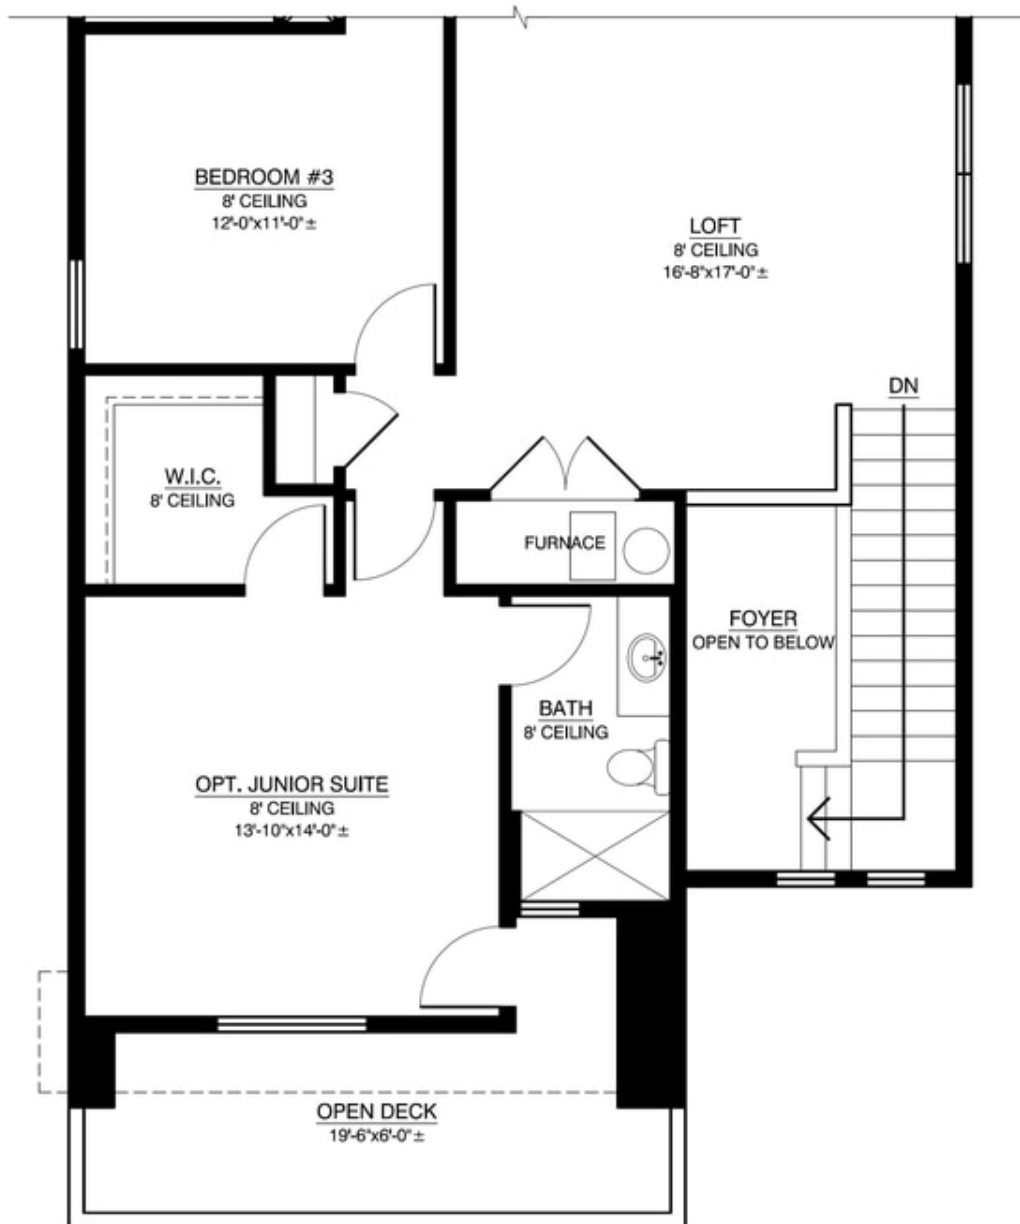 BEDROOM #3
8' CEILING
12'-0"x11'-0"±
LOFT
8' CEILING
16'-8"x17'-0"±
DN
W.I.C.
8' CEILING
FURNACE
FOYER
OPEN TO BELOW
BATH
8' CEILING
OPT. JUNIOR SUITE
8' CEILING
13'-10"x14'-0"±
OPEN DECK
19'-6"x6'-0"±